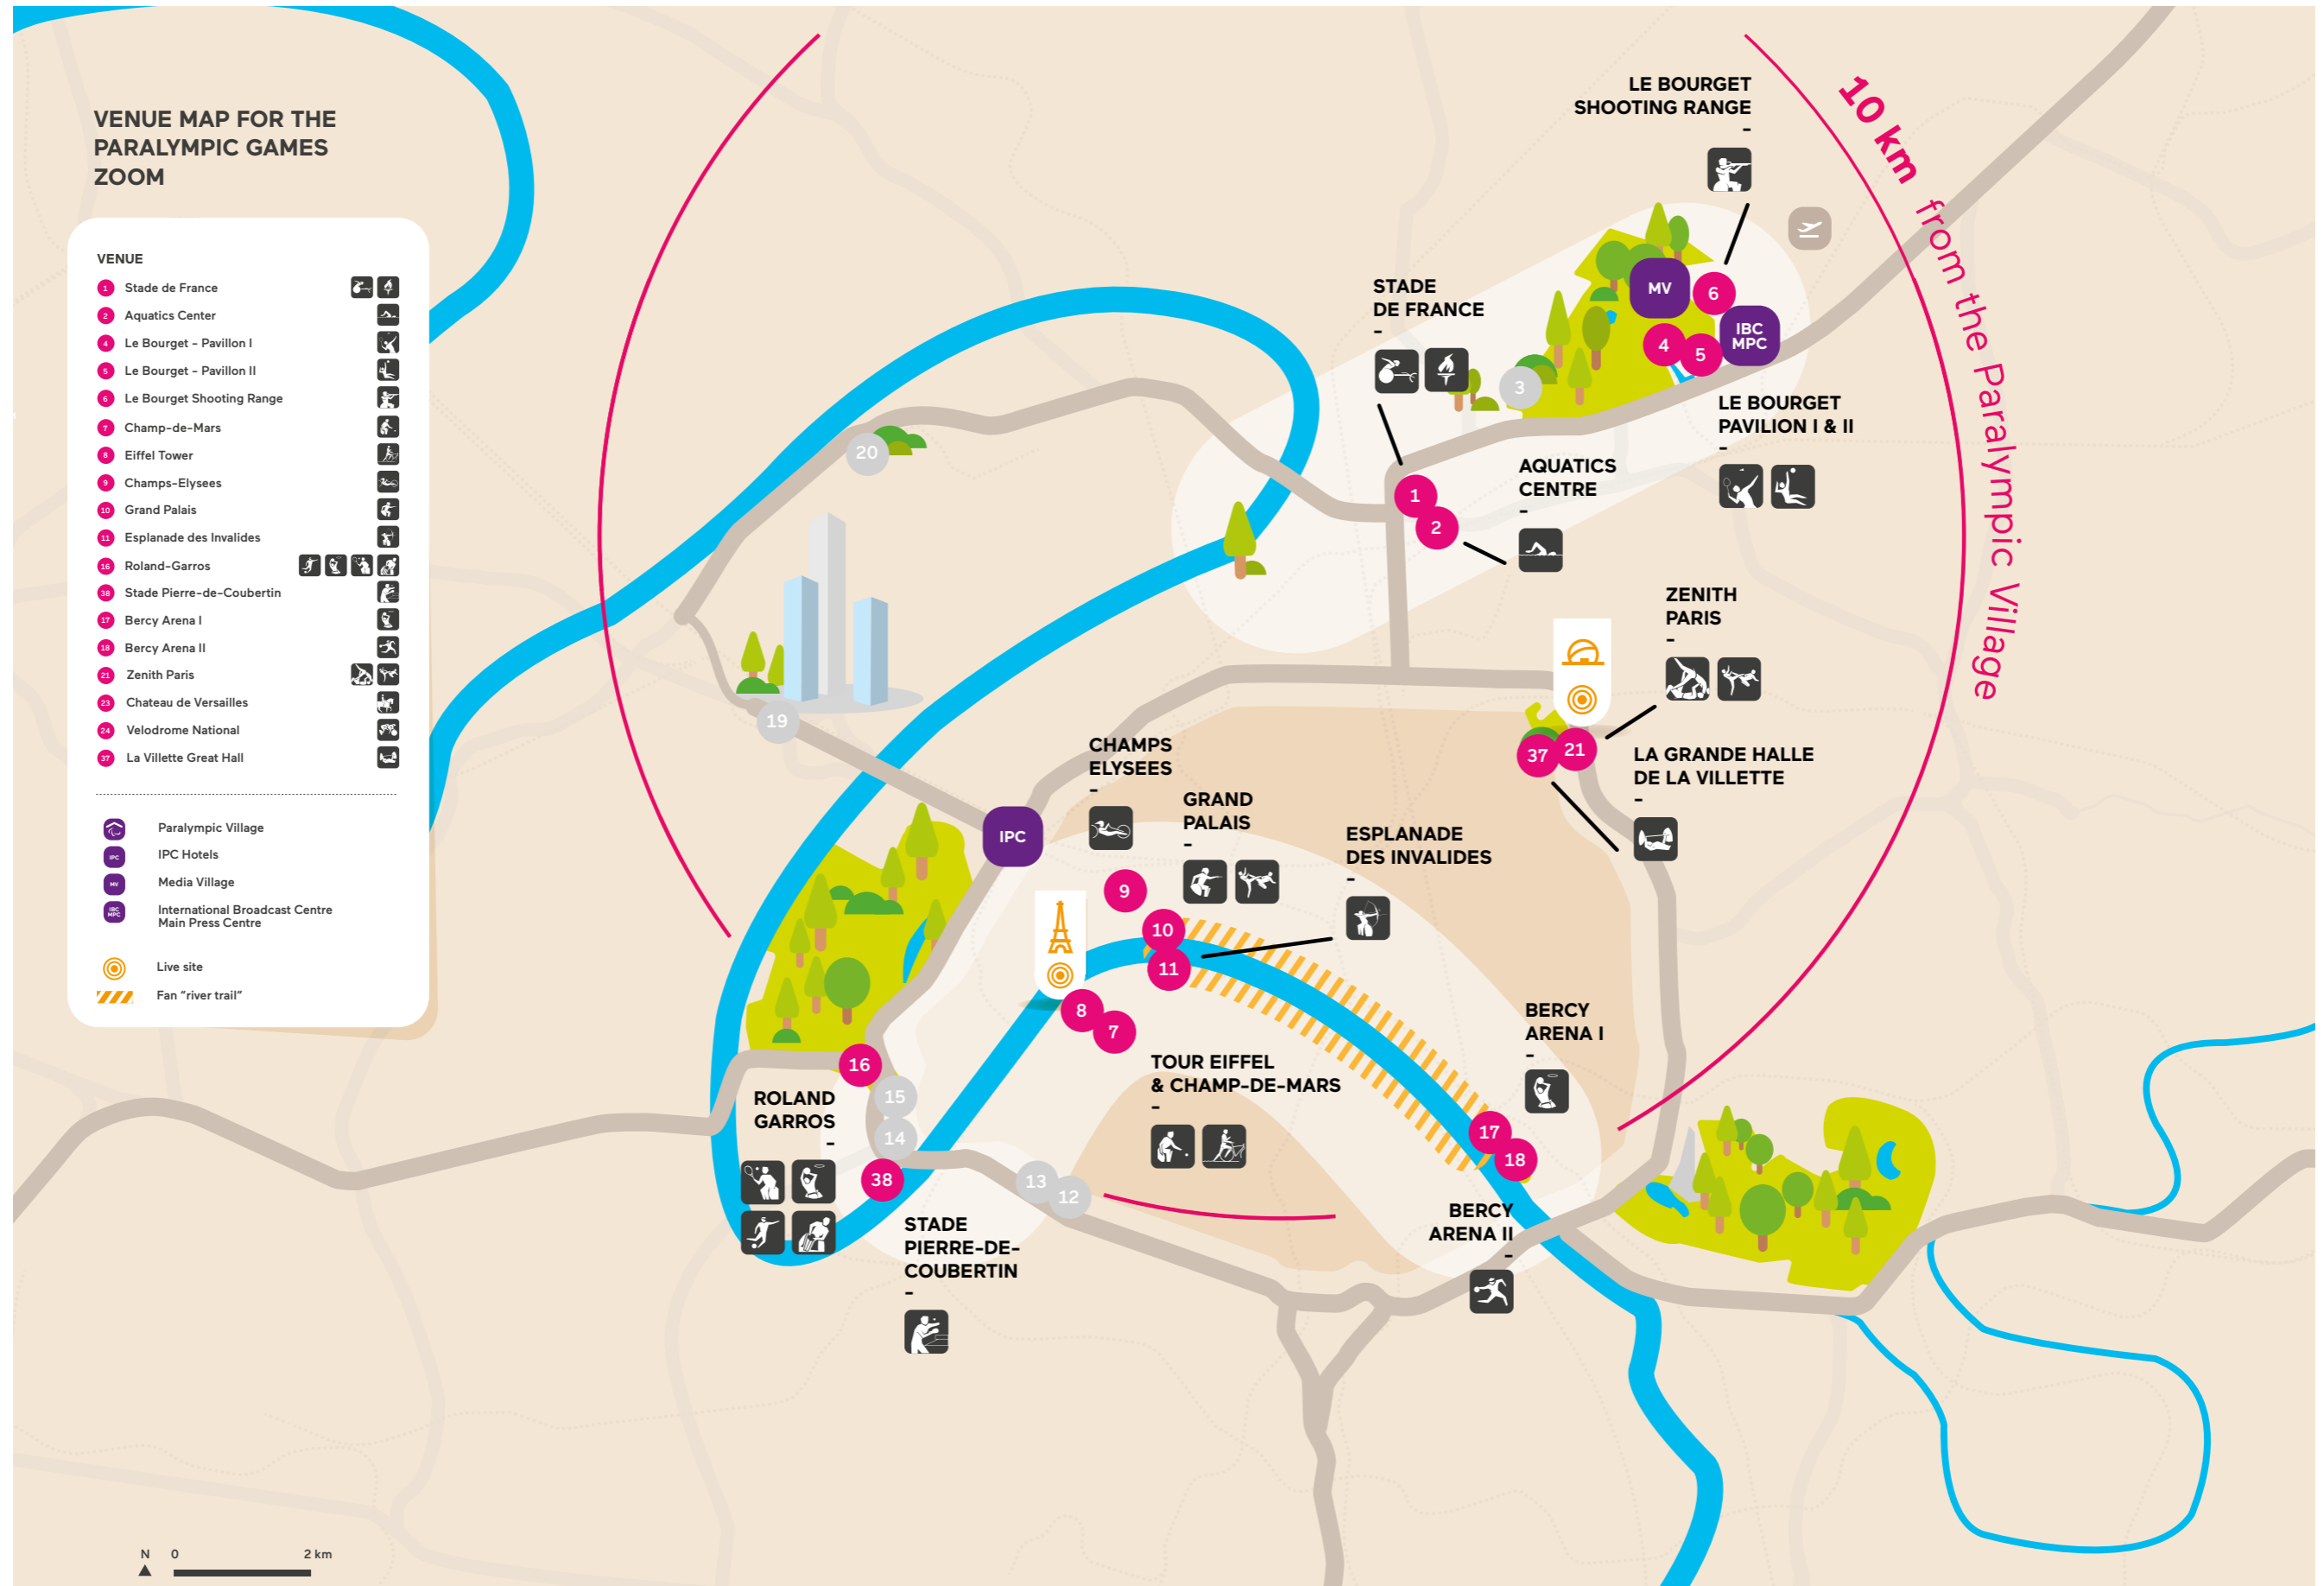 VENUE MAP FOR THE
PARALYMPIC GAMES
ZOOM
VENUE
1 Stade de France
2 Aquatics Center
4 Le Bourget - Pavillon I
5 Le Bourget - Pavillon II
6 Le Bourget Shooting Range
7 Champ-de-Mars
8 Eiffel Tower
9 Champs-Elysees
10 Grand Palais
11 Esplanade des Invalides
16 Roland-Garros
38 Stade Pierre-de-Coubertin
17 Bercy Arena I
18 Bercy Arena II
21 Zenith Paris
23 Chateau de Versailles
24 Velodrome National
37 La Villette Great Hall
Paralympic Village
IPC IPC Hotels
MV Media Village
IBC
MPC
International Broadcast Centre
Main Press Centre
Live site
Fan "river trail"
N 0 2 km
LE BOURGET
SHOOTING RANGE
-
10 km from the Paralympic Village
MV
6
IBC
MPC
4
5
3
STADE
DE FRANCE
-
LE BOURGET
PAVILION I & II
-
20
1
2
AQUATICS
CENTRE
-
ZENITH
PARIS
-
19
37
21
LA GRANDE HALLE
DE LA VILLETTE
-
CHAMPS
ELYSEES
-
IPC
GRAND
PALAIS
-
ESPLANADE
DES INVALIDES
-
9
10
11
8
7
TOUR EIFFEL
& CHAMP-DE-MARS
-
BERCY
ARENA I
-
16
15
14
38
ROLAND
GARROS
-
13
12
17
18
STADE
PIERRE-DE-
COUBERTIN
-
BERCY
ARENA II
-